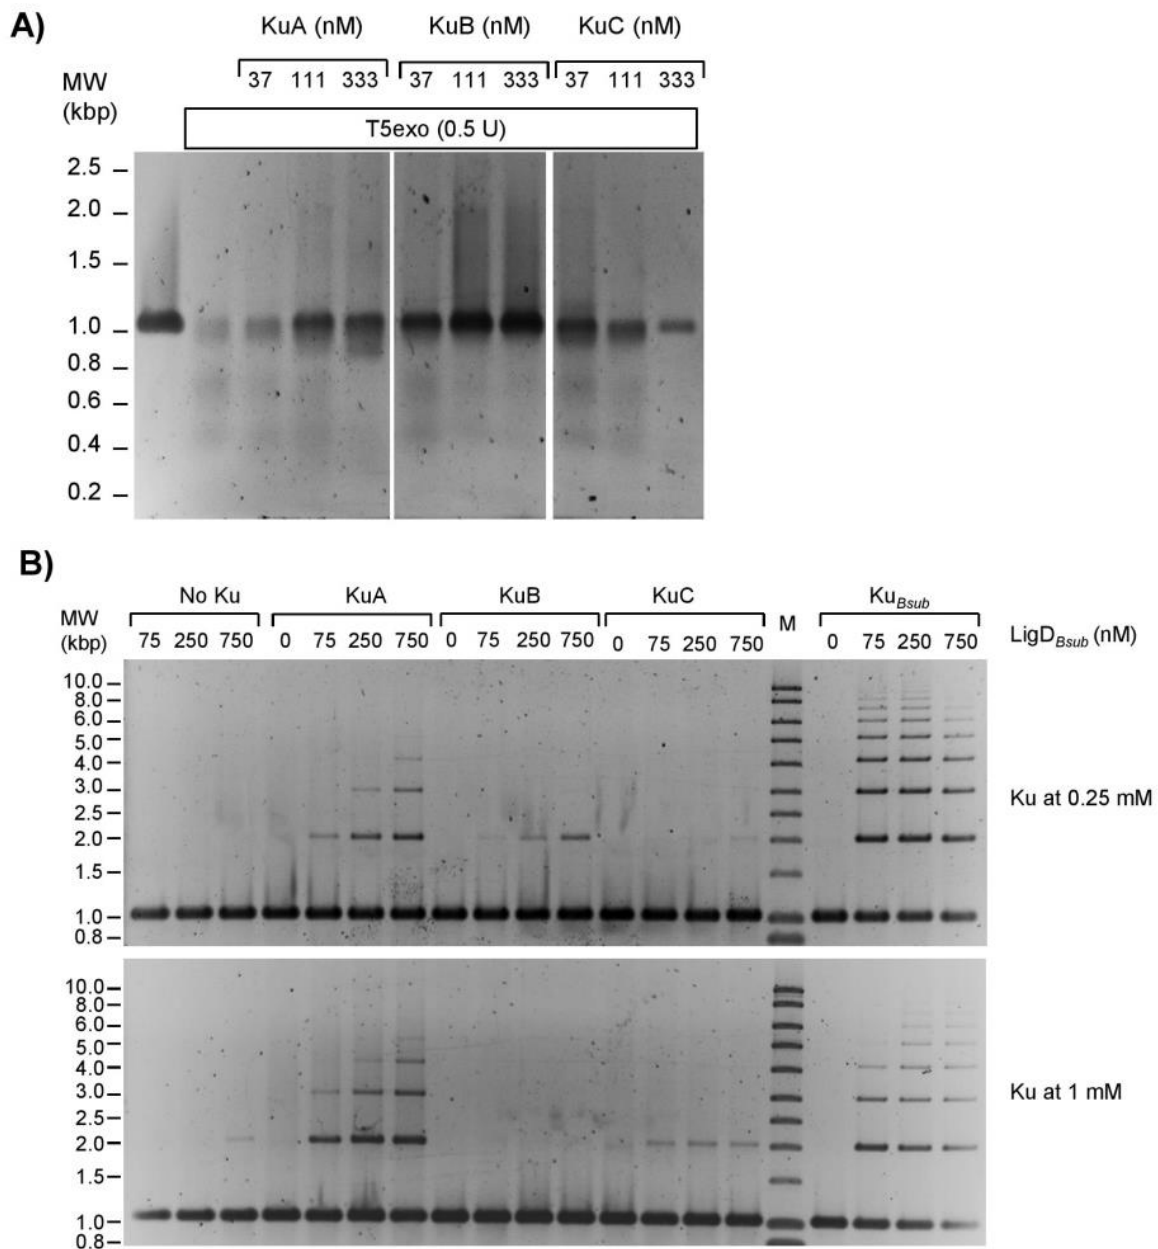 A)
KuA (nM) KuB (nM) KuC (nM)
MW
(kbp)
37 111 333 37 111 333 37 111 333
T5exo (0.5 U)
2.5
2.0
1.5
1.0
0.8
0.6
0.4
0.2
B)
No Ku KuA KuB KuC M KuBsub
MW
(kbp)
75 250 750 0 75 250 750 0 75 250 750 0 75 250 750 0 75 250 750 LigDBsub (nM)
10.0
8.0
6.0
5.0
4.0
3.0 Ku at 0.25 mM
2.5
2.0
1.5
1.0
0.8
10.0
8.0
6.0
5.0
4.0
3.0 Ku at 1 mM
2.5
2.0
1.5
1.0
0.8